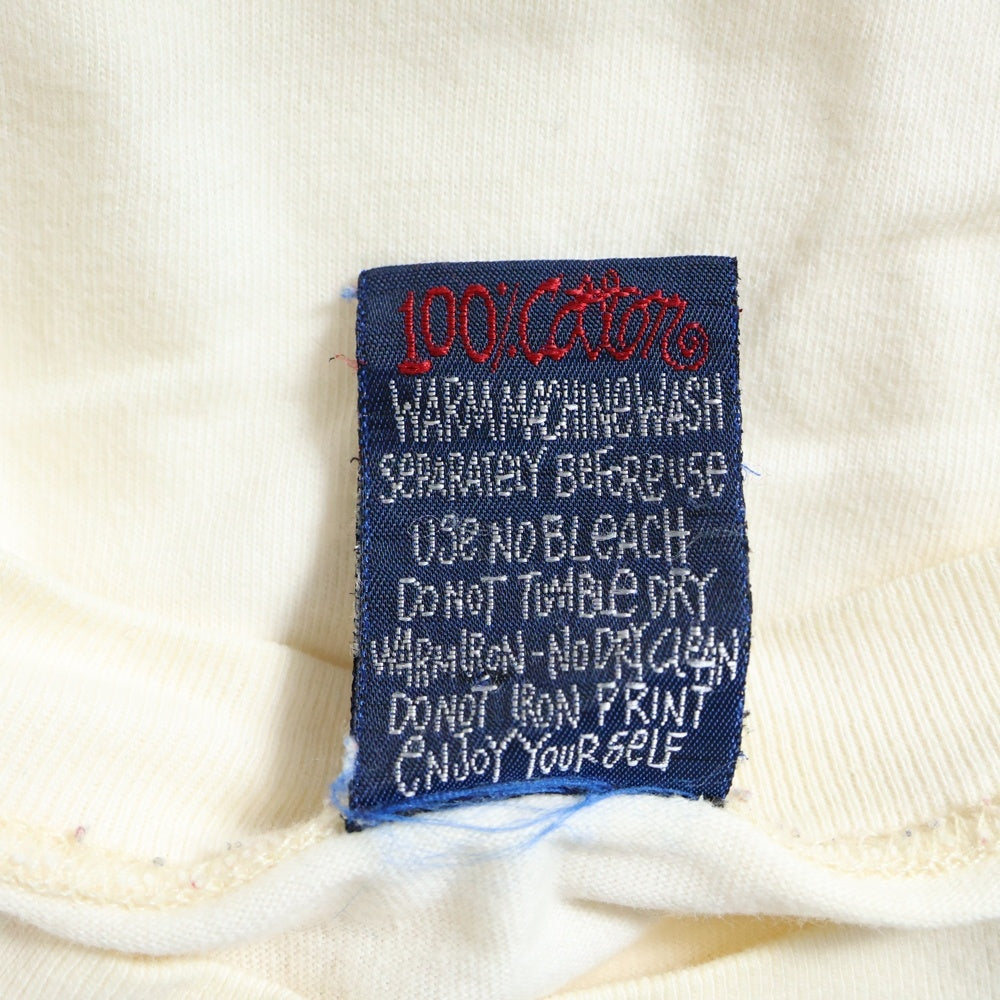 100% Cotton
WARM MACHINE WASH
SEPARATELY BEFORE USE
USE NO BLEACH
DO NOT TUMBLE DRY
WARM IRON - NO DRY CLEAN
DO NOT IRON PRINT
ENJOY YOURSELF